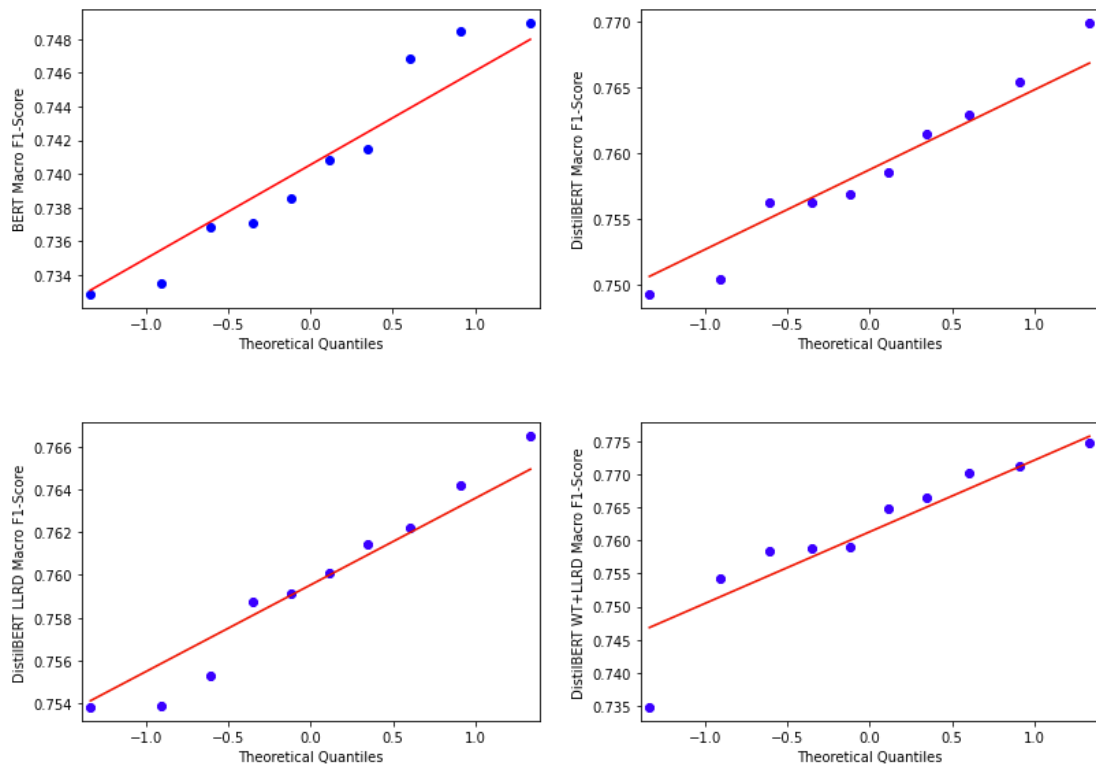 BERT Macro F1-Score
0.748
0.746
0.744
0.742
0.740
0.738
0.736
0.734
−1.0 −0.5 0.0 0.5 1.0
Theoretical Quantiles
DistilBERT Macro F1-Score
0.770
0.765
0.760
0.755
0.750
−1.0 −0.5 0.0 0.5 1.0
Theoretical Quantiles
DistilBERT LLRD Macro F1-Score
0.766
0.764
0.762
0.760
0.758
0.756
0.754
−1.0 −0.5 0.0 0.5 1.0
Theoretical Quantiles
DistilBERT WT+LLRD Macro F1-Score
0.775
0.770
0.765
0.760
0.755
0.750
0.745
0.740
0.735
−1.0 −0.5 0.0 0.5 1.0
Theoretical Quantiles